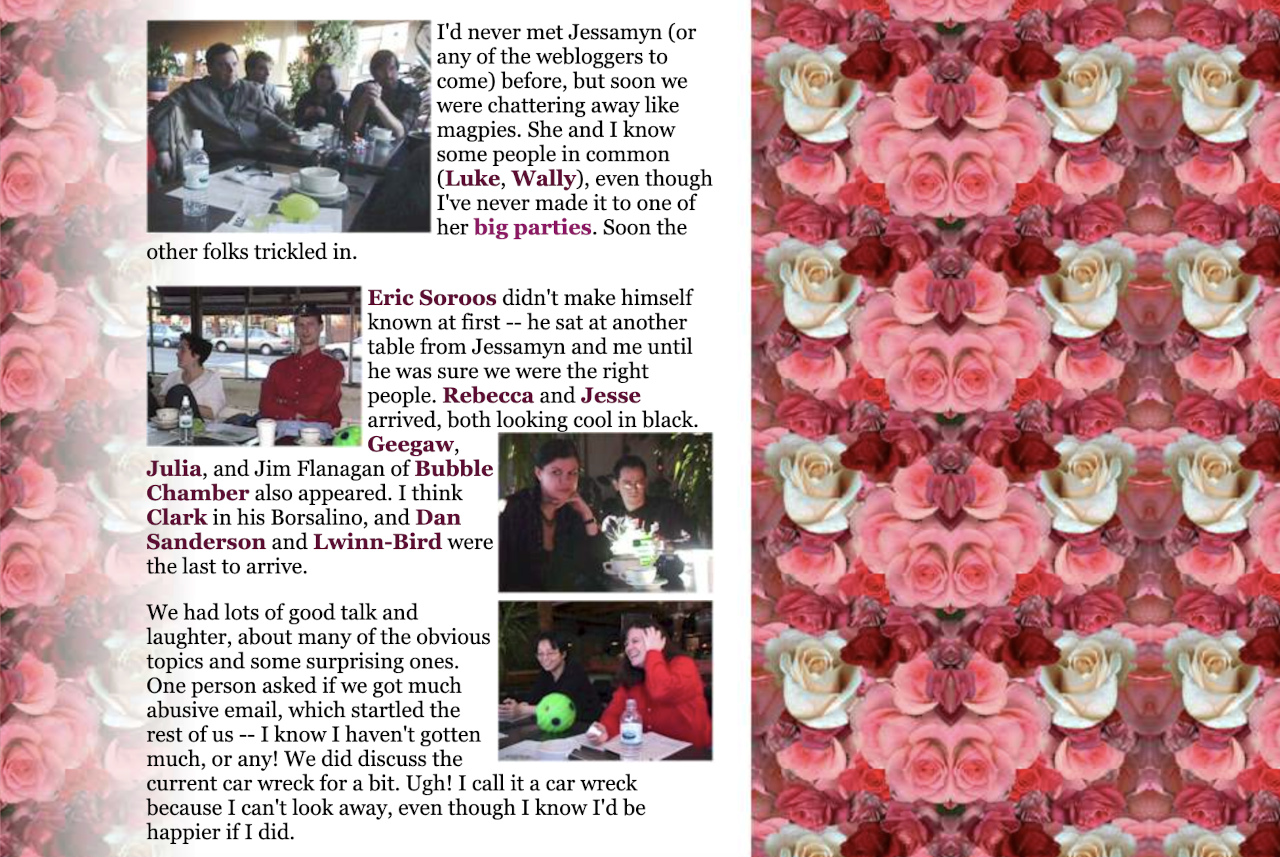 I'd never met Jessamyn (or
any of the webloggers to
come) before, but soon we
were chattering away like
magpies. She and I know
some people in common
(Luke, Wally), even though
I've never made it to one of
her big parties. Soon the
other folks trickled in.
Eric Soroos didn't make himself
known at first -- he sat at another
table from Jessamyn and me until
he was sure we were the right
people. Rebecca and Jesse
arrived, both looking cool in black.
Geegaw,
Julia, and Jim Flanagan of Bubble
Chamber also appeared. I think
Clark in his Borsalino, and Dan
Sanderson and Lwinn-Bird were
the last to arrive.
We had lots of good talk and
laughter, about many of the obvious
topics and some surprising ones.
One person asked if we got much
abusive email, which startled the
rest of us -- I know I haven't gotten
much, or any! We did discuss the
current car wreck for a bit. Ugh! I call it a car wreck
because I can't look away, even though I know I'd be
happier if I did.